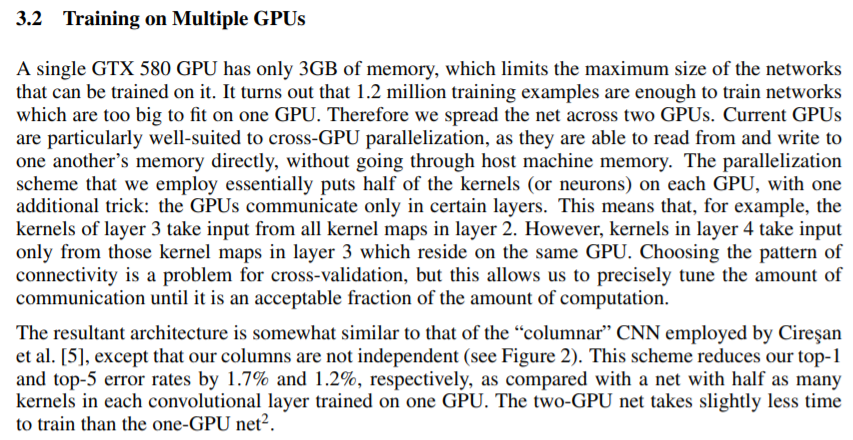 3.2 Training on Multiple GPUs
A single GTX 580 GPU has only 3GB of memory, which limits the maximum size of the networks
that can be trained on it. It turns out that 1.2 million training examples are enough to train networks
which are too big to fit on one GPU. Therefore we spread the net across two GPUs. Current GPUs
are particularly well-suited to cross-GPU parallelization, as they are able to read from and write to
one another's memory directly, without going through host machine memory. The parallelization
scheme that we employ essentially puts half of the kernels (or neurons) on each GPU, with one
additional trick: the GPUs communicate only in certain layers. This means that, for example, the
kernels of layer 3 take input from all kernel maps in layer 2. However, kernels in layer 4 take input
only from those kernel maps in layer 3 which reside on the same GPU. Choosing the pattern of
connectivity is a problem for cross-validation, but this allows us to precisely tune the amount of
communication until it is an acceptable fraction of the amount of computation.
The resultant architecture is somewhat similar to that of the “columnar” CNN employed by Cireşan
et al. [5], except that our columns are not independent (see Figure 2). This scheme reduces our top-1
and top-5 error rates by 1.7% and 1.2%, respectively, as compared with a net with half as many
kernels in each convolutional layer trained on one GPU. The two-GPU net takes slightly less time
to train than the one-GPU net².